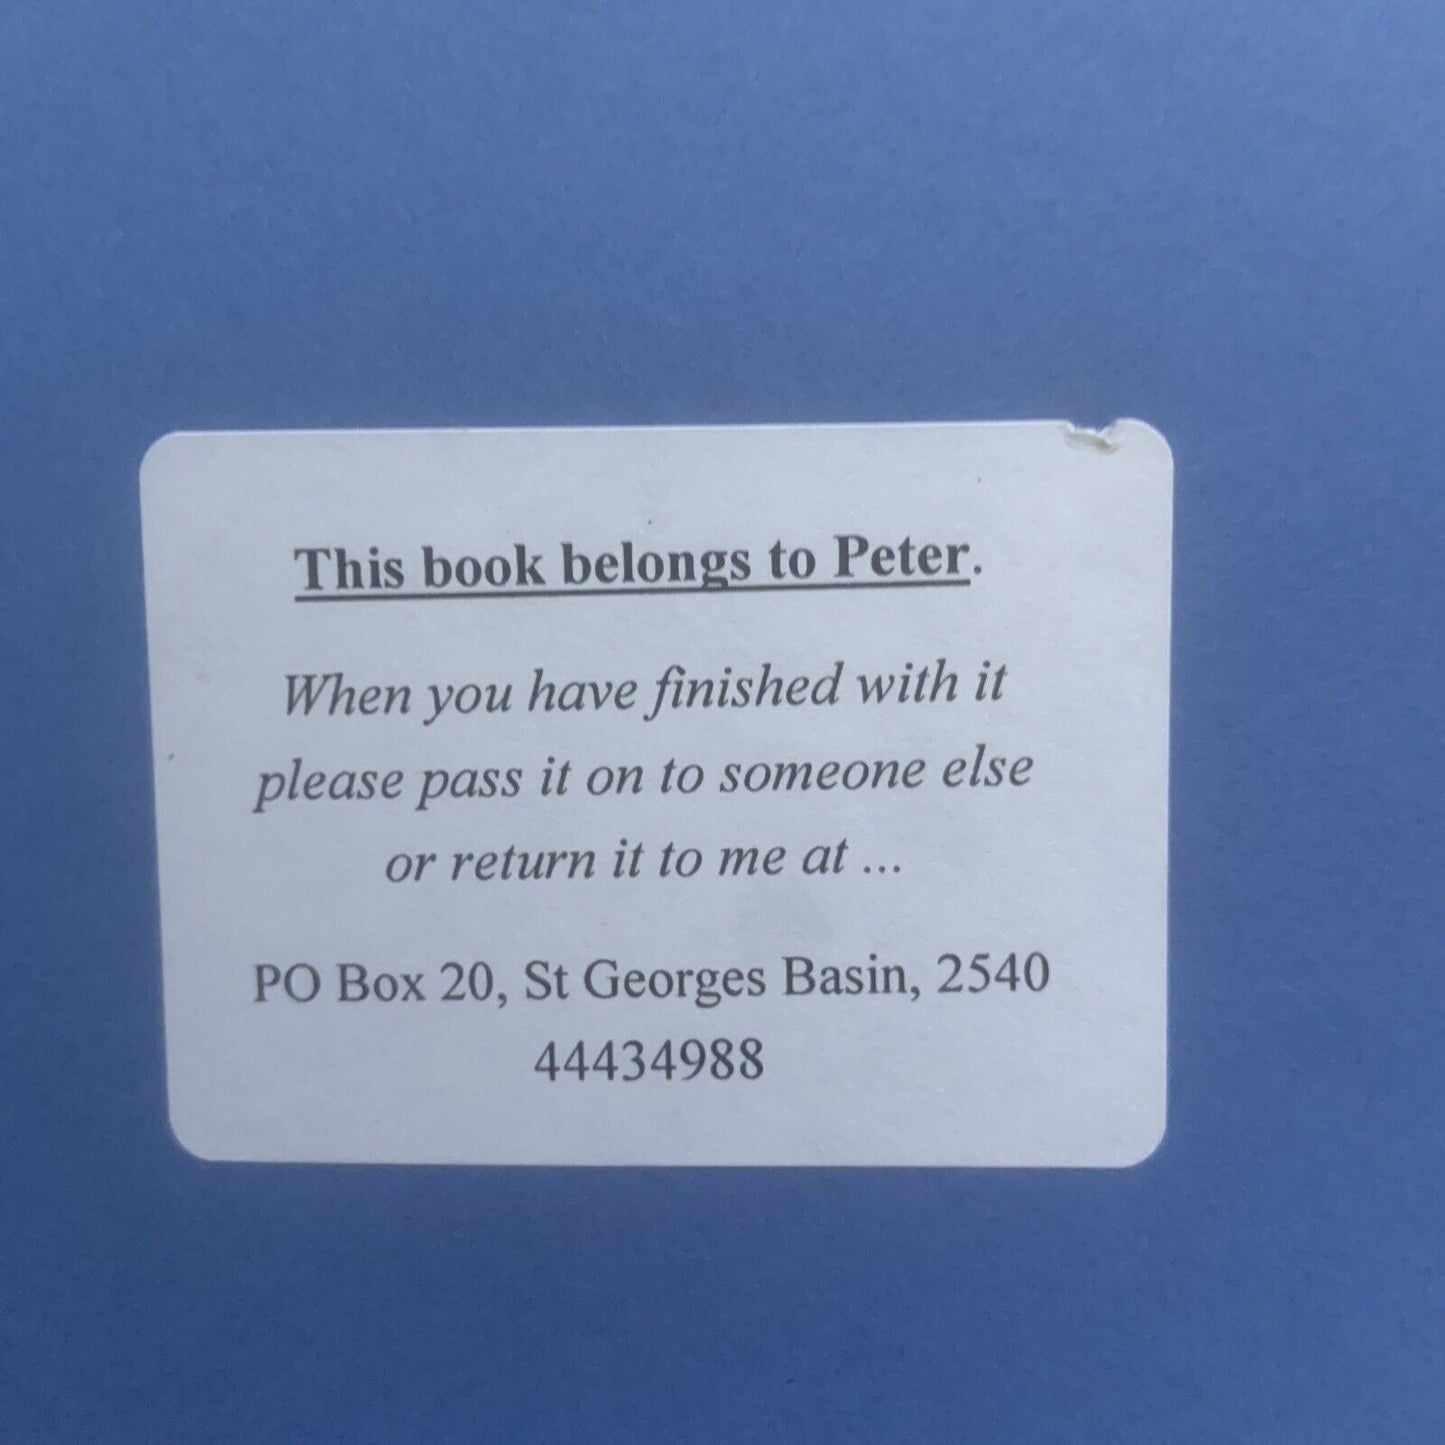 This book belongs to Peter.
When you have finished with it
please pass it on to someone else
or return it to me at ...
PO Box 20, St Georges Basin, 2540
44434988